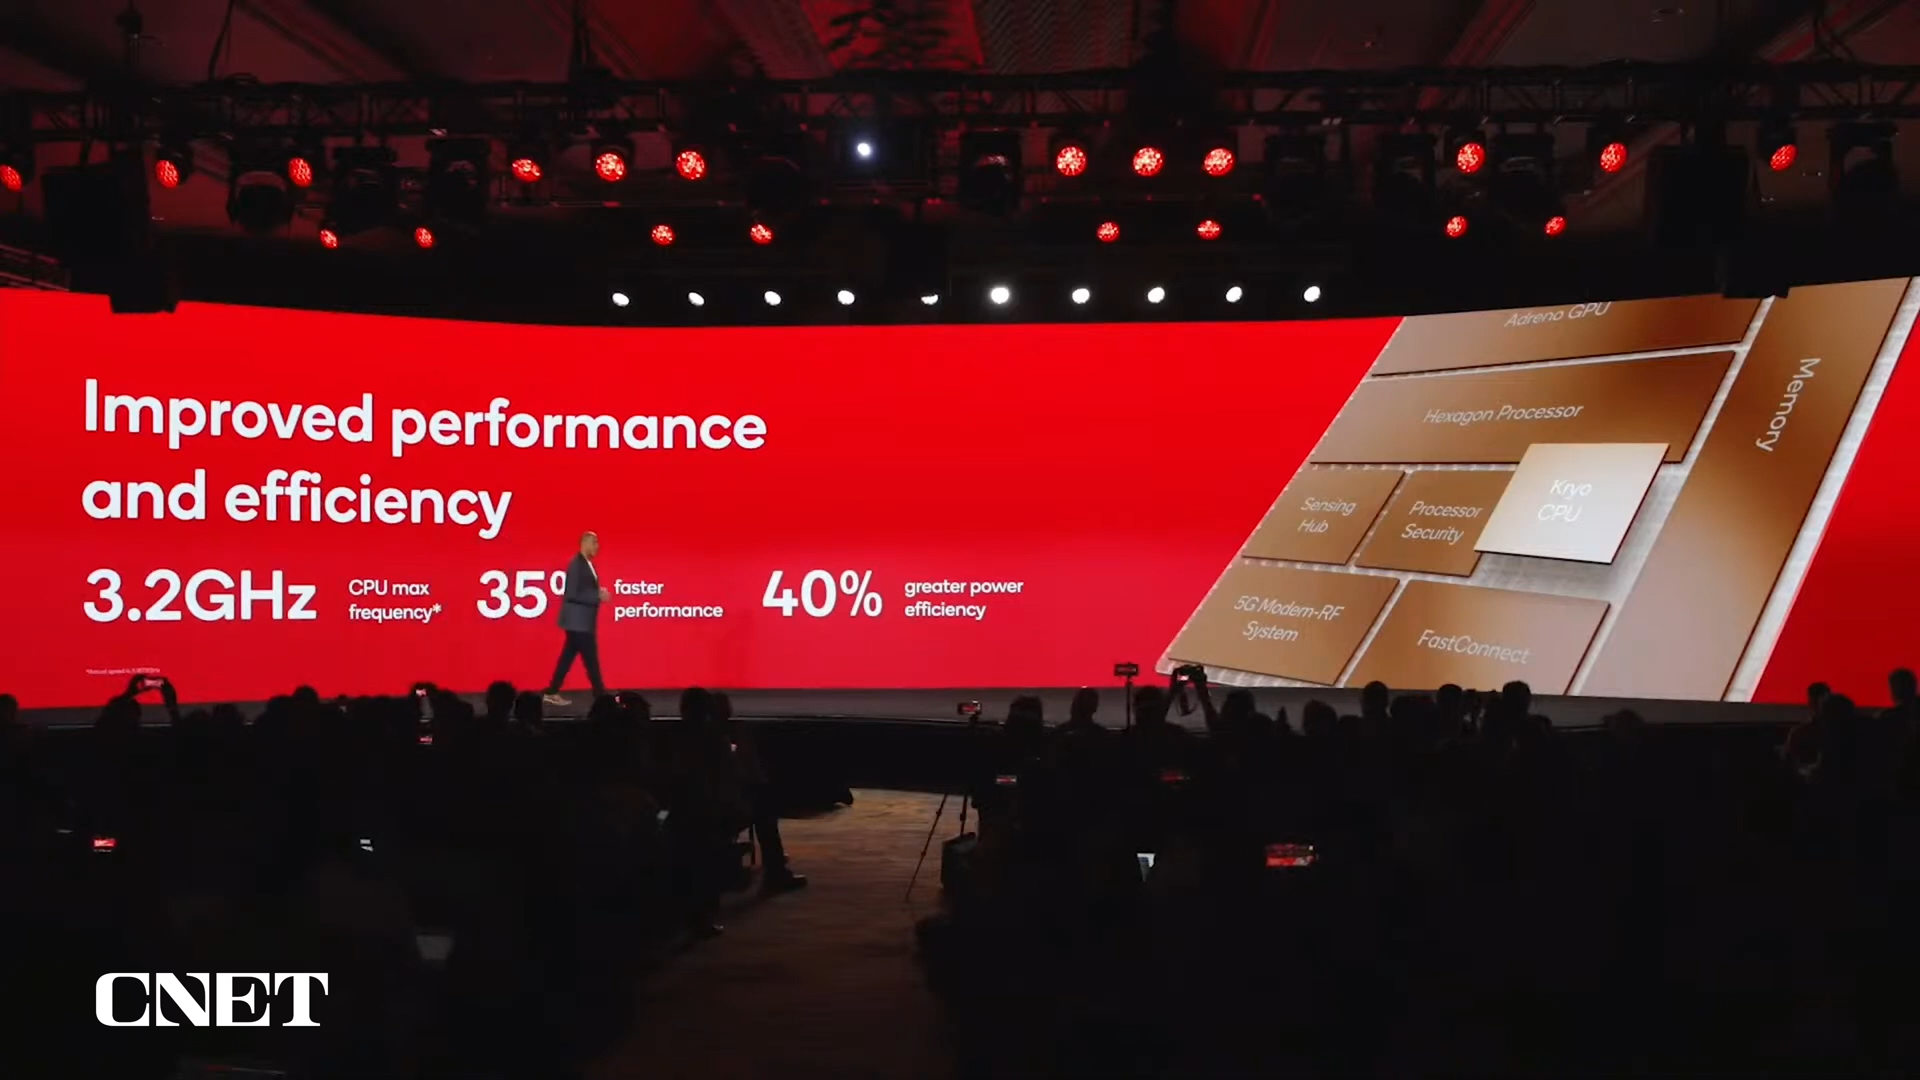 Adreno GPU
Memory
Hexagon Processor
Improved performance
and efficiency
Kryo
CPU
Sensing
Hub
Processor
Security
3.2GHz
CPU max
frequency*
35%
faster
performance
40%
greater power
efficiency
5G Modem-RF
System
FastConnect
CNET